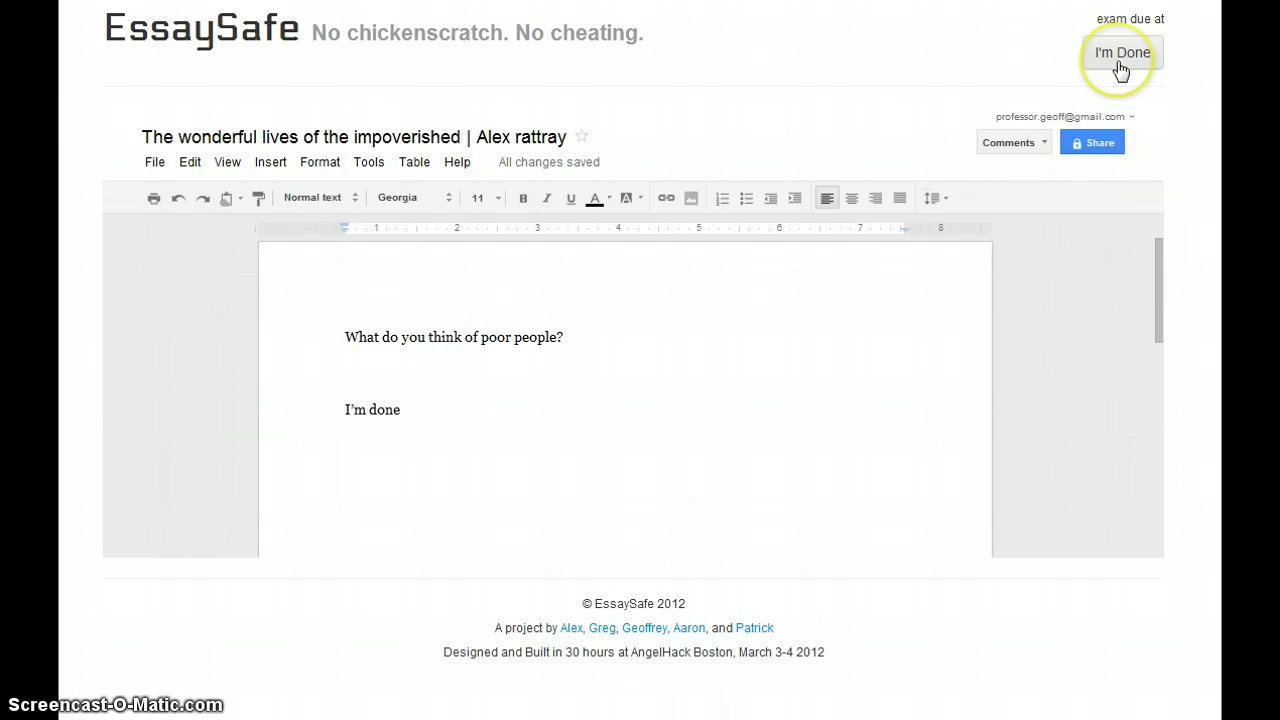 EssaySafe No chickenscratch. No cheating.
exam due at
I'm Done
professor.geoff@gmail.com
The wonderful lives of the impoverished | Alex rattray
Comments Share
File Edit View Insert Format Tools Table Help All changes saved
Normal text Georgia 11 B I U A A
1 2 3 4 5 6 7 8
What do you think of poor people?
I'm done
© EssaySafe 2012
A project by Alex, Greg, Geoffrey, Aaron, and Patrick
Designed and Built in 30 hours at AngelHack Boston, March 3-4 2012
Screencast-O-Matic.com